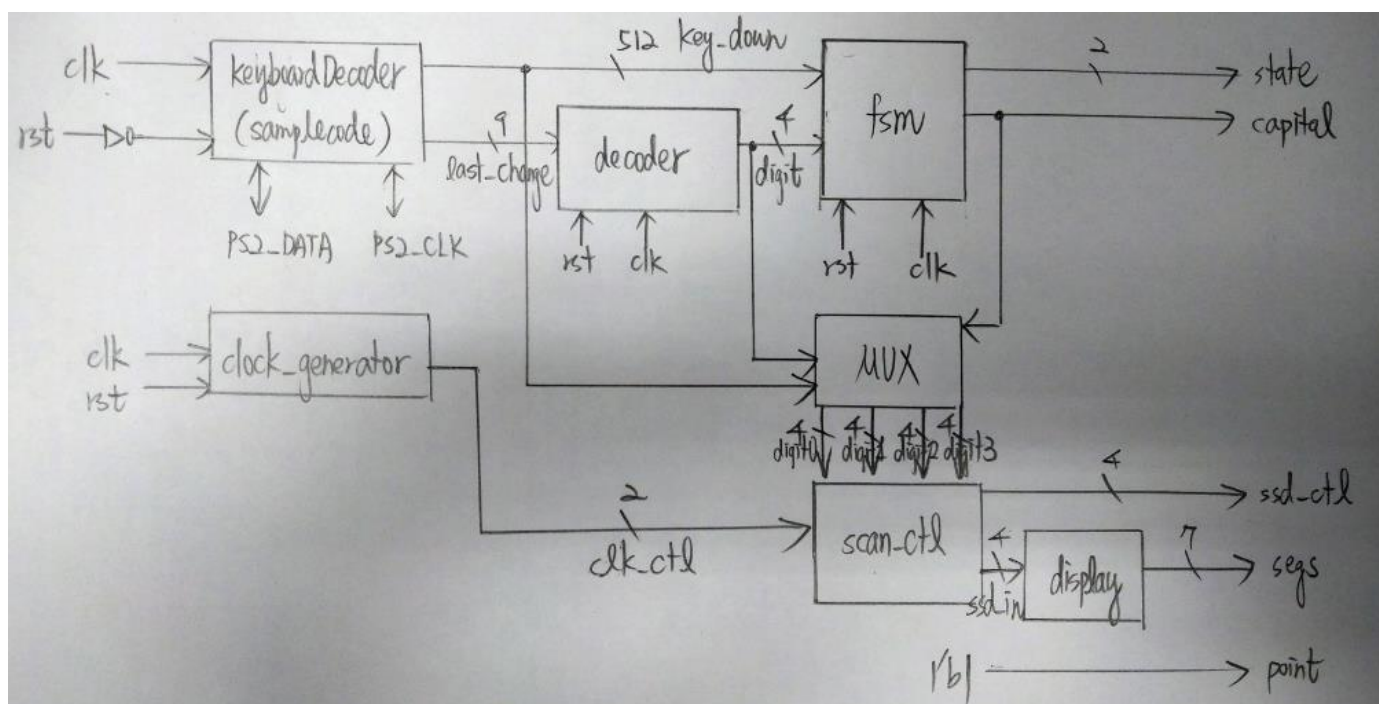 clk
rst
keyboardDecoder
(samplecode)
PS2_DATA
PS2_CLK
512 key_down
9
last_change
decoder
rst
clk
4
digit
fsm
rst
clk
2
state
capital
clk
rst
clock_generator
2
clk_ctl
MUX
4
digit0
4
digit1
4
digit2
4
digit3
scan_ctl
4
ssd_ctl
4
ssd_in
display
7
segs
1'b1
point